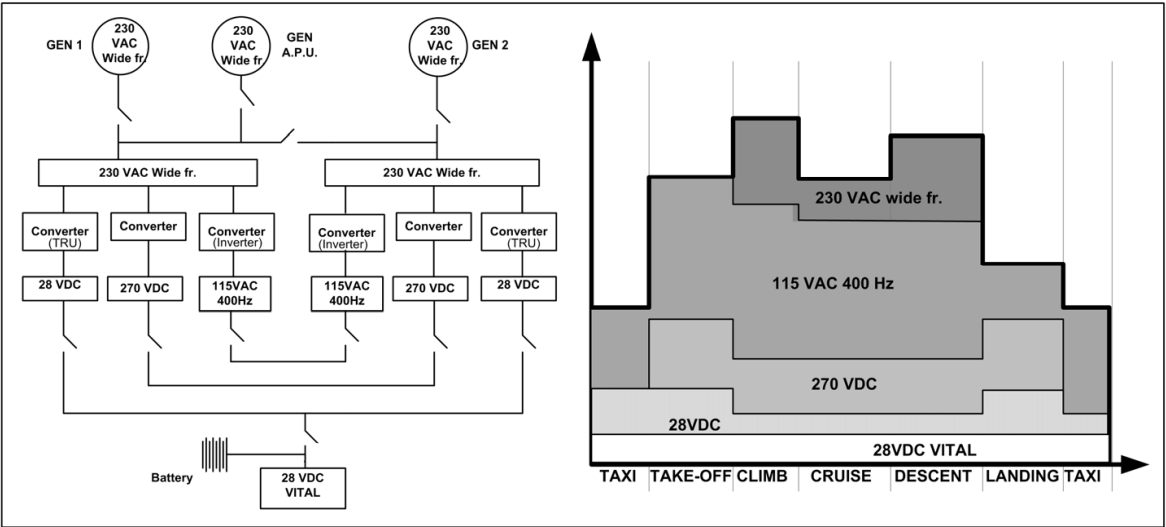 GEN 1
230
VAC
Wide fr.
230
VAC
Wide fr.
GEN
A.P.U.
230
VAC
Wide fr.
GEN 2
230 VAC Wide fr.
230 VAC Wide fr.
Converter
(TRU)
Converter
Converter
(Inverter)
Converter
(Inverter)
Converter
Converter
(TRU)
28 VDC
270 VDC
115VAC
400Hz
115VAC
400Hz
270 VDC
28 VDC
Battery
28 VDC
VITAL
230 VAC wide fr.
115 VAC 400 Hz
270 VDC
28VDC
28VDC VITAL
TAXI TAKE-OFF CLIMB CRUISE DESCENT LANDING TAXI